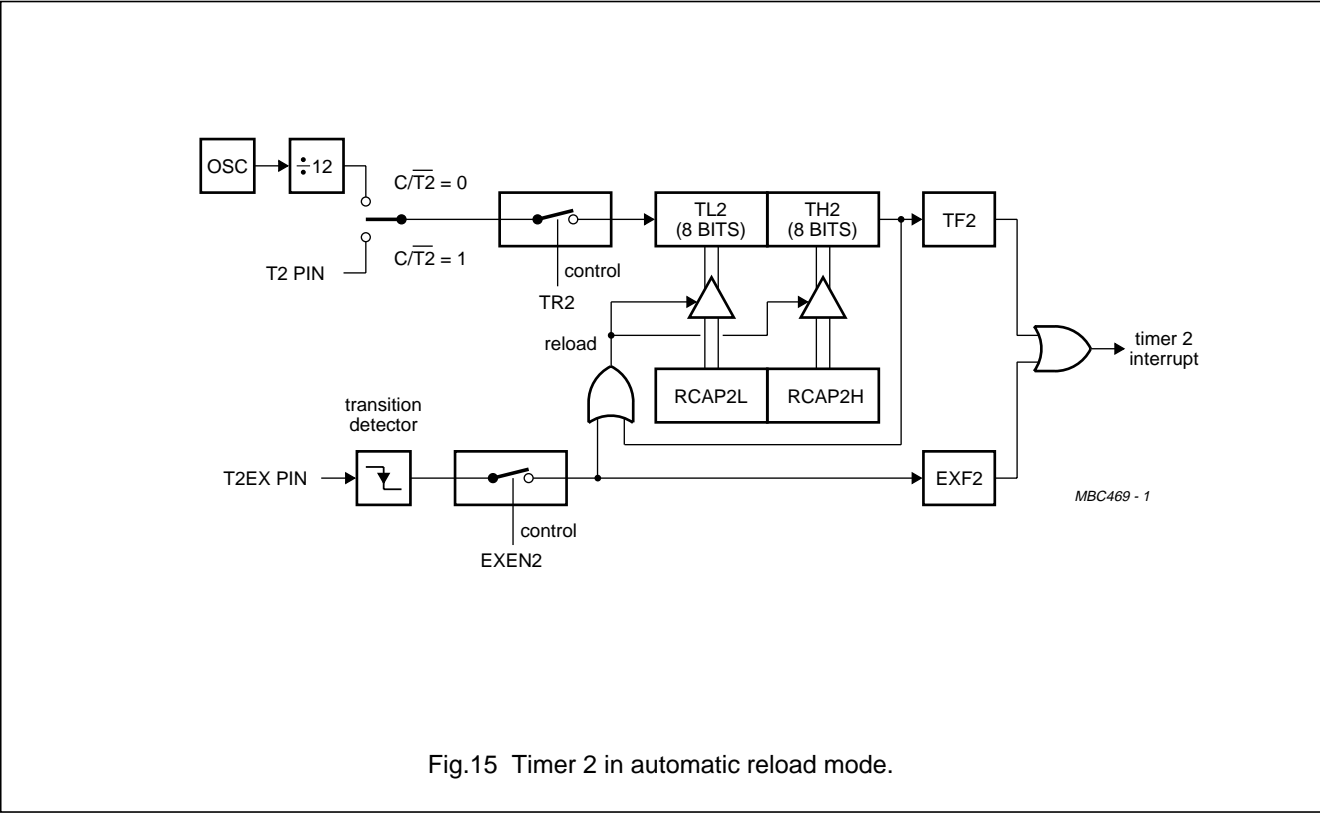 OSC
÷12
C/T2 = 0
T2 PIN
C/T2 = 1
control
TR2
TL2
(8 BITS)
TH2
(8 BITS)
TF2
reload
RCAP2L
RCAP2H
timer 2
interrupt
transition
detector
T2EX PIN
control
EXEN2
EXF2
MBC469 - 1
Fig.15 Timer 2 in automatic reload mode.